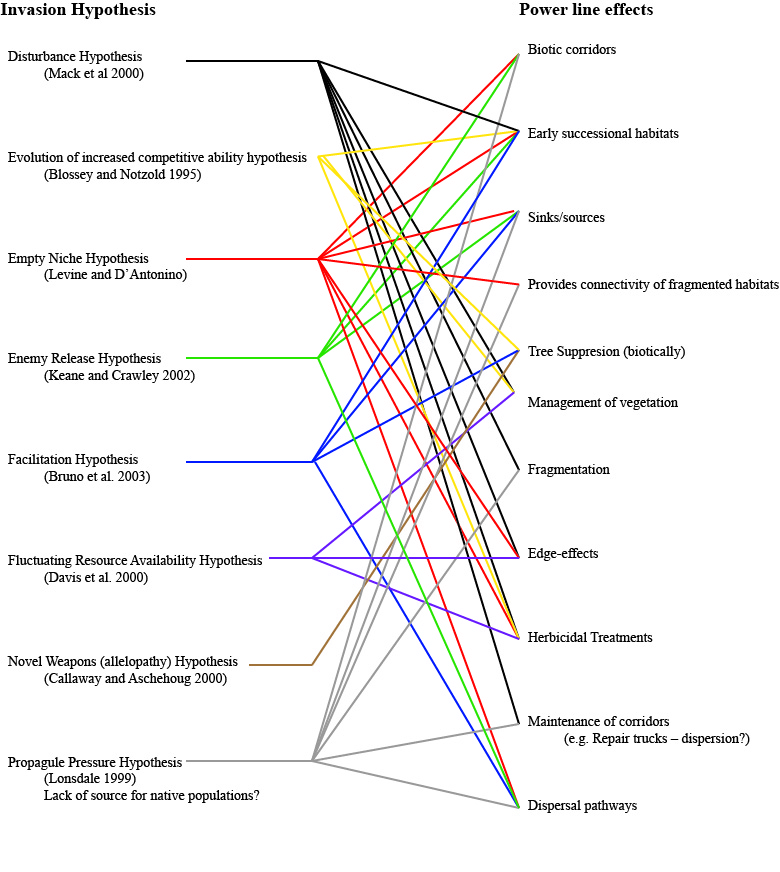 Invasion Hypothesis
Power line effects
Disturbance Hypothesis
(Mack et al 2000)
Evolution of increased competitive ability hypothesis
(Blossey and Notzold 1995)
Empty Niche Hypothesis
(Levine and D’Antonino)
Enemy Release Hypothesis
(Keane and Crawley 2002)
Facilitation Hypothesis
(Bruno et al. 2003)
Fluctuating Resource Availability Hypothesis
(Davis et al. 2000)
Novel Weapons (allelopathy) Hypothesis
(Callaway and Aschehoug 2000)
Propagule Pressure Hypothesis
(Lonsdale 1999)
Lack of source for native populations?
Biotic corridors
Early successional habitats
Sinks/sources
Provides connectivity of fragmented habitats
Tree Suppresion (biotically)
Management of vegetation
Fragmentation
Edge-effects
Herbicidal Treatments
Maintenance of corridors
(e.g. Repair trucks – dispersion?)
Dispersal pathways